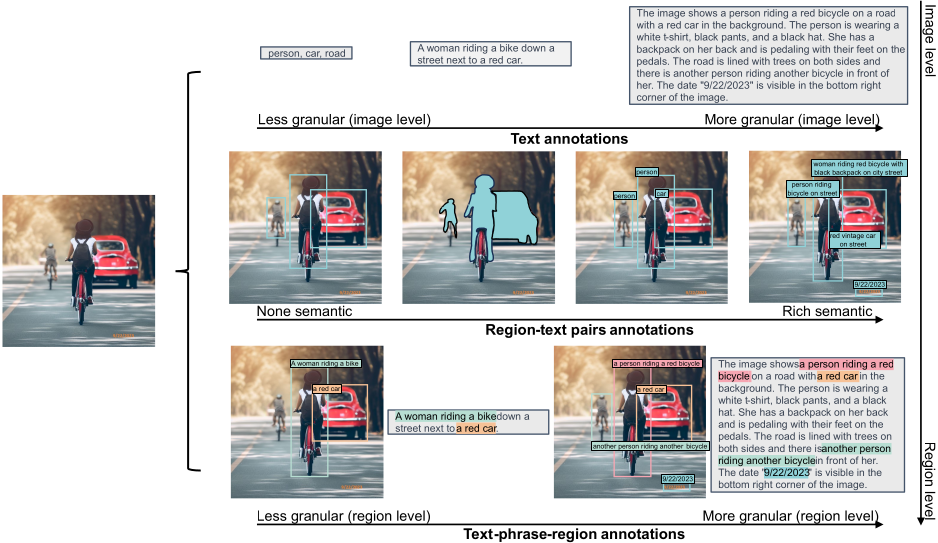 person, car, road
A woman riding a bike down a
street next to a red car.
The image shows a person riding a red bicycle on a road
with a red car in the background. The person is wearing a
white t-shirt, black pants, and a black hat. She has a
backpack on her back and is pedaling with their feet on the
pedals. The road is lined with trees on both sides and
there is another person riding another bicycle in front of
her. The date "9/22/2023" is visible in the bottom right
corner of the image.
Image level
Less granular (image level)
More granular (image level)
Text annotations
person
person
car
woman riding red bicycle with
black backpack on city street
person riding
bicycle on street
red vintage car
on street
9/22/2023
None semantic
Rich semantic
Region-text pairs annotations
A woman riding a bike
a red car
A woman riding a bikedown a
street next to a red car.
a person riding a red bicycle
a red car
another person riding another bicycle
9/22/2023
The image showsa person riding a red
bicycle on a road with a red car in the
background. The person is wearing a
white t-shirt, black pants, and a black
hat. She has a backpack on her back
and is pedaling with their feet on the
pedals. The road is lined with trees on
both sides and there isanother person
riding another bicyclein front of her.
The date "9/22/2023" is visible in the
bottom right corner of the image.
Region level
Less granular (region level)
More granular (region level)
Text-phrase-region annotations